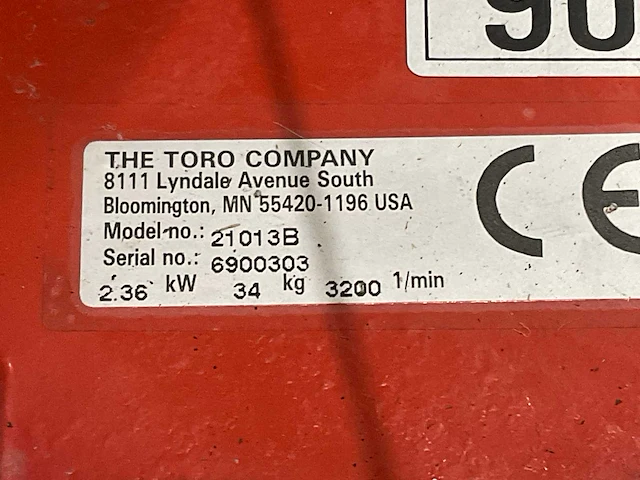 90
THE TORO COMPANY
8111 Lyndale Avenue South
Bloomington, MN 55420-1196 USA
Model no.: 21013B
Serial no.: 6900303
2.36 kW 34 kg 3200 1/min
CE